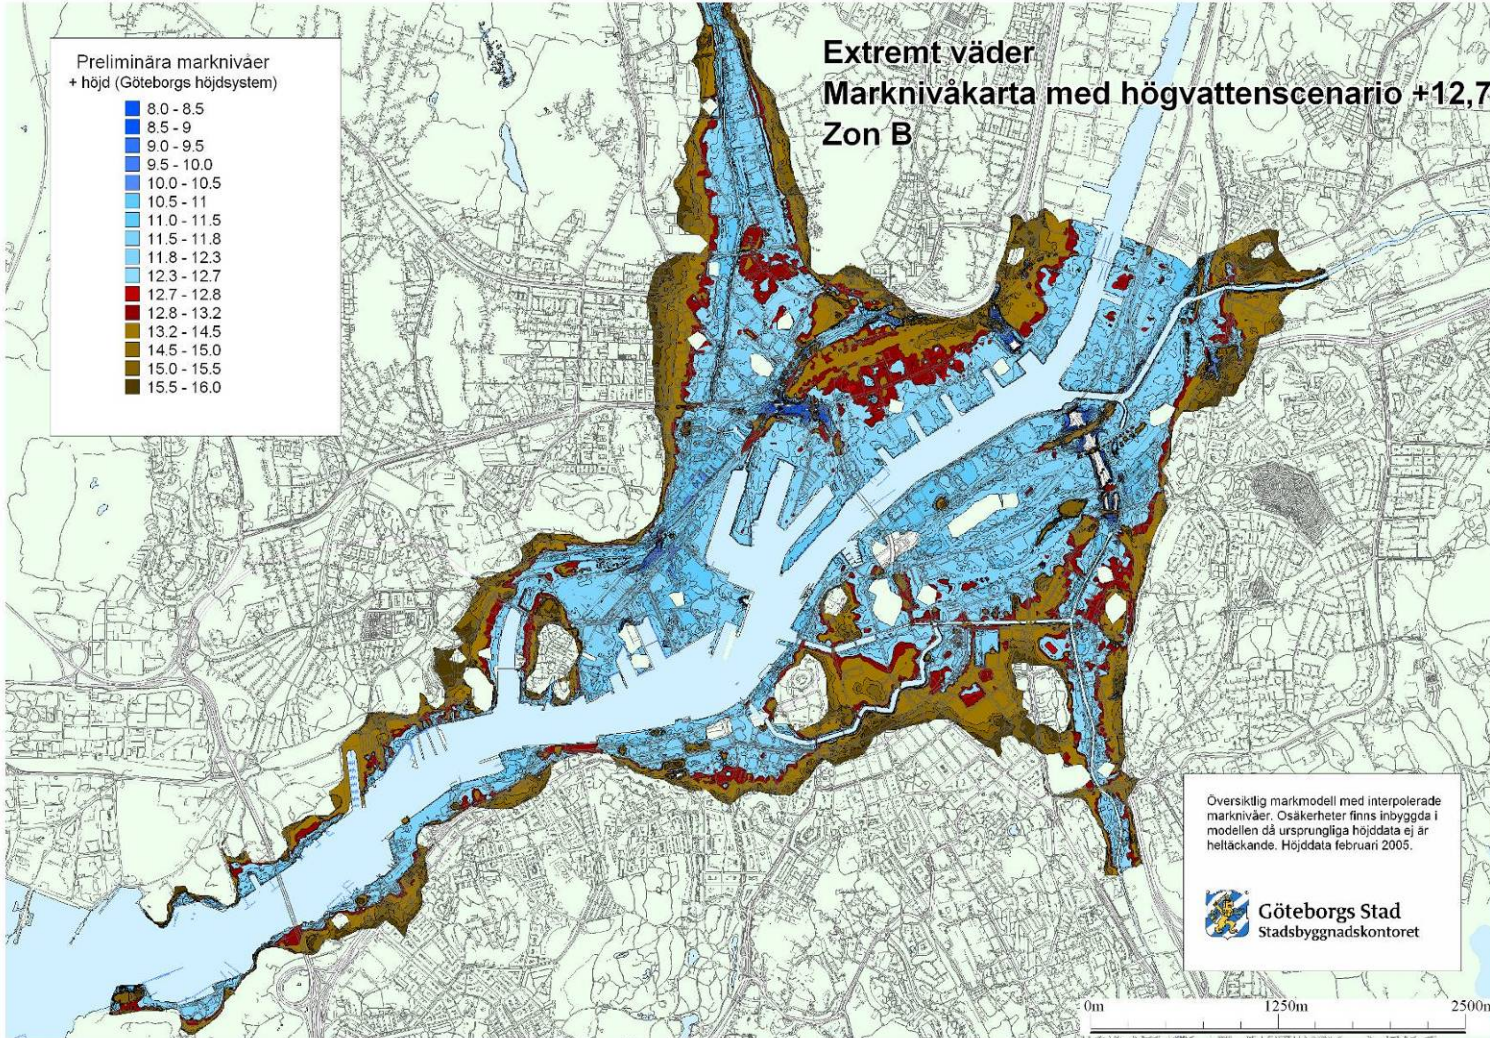 Extremt väder
Marknivåkarta med högvattenscenario +12,7
Zon B
Preliminära marknivåer
+ höjd (Göteborgs höjdsystem)
8.0 - 8.5
8.5 - 9
9.0 - 9.5
9.5 - 10.0
10.0 - 10.5
10.5 - 11
11.0 - 11.5
11.5 - 11.8
11.8 - 12.3
12.3 - 12.7
12.7 - 12.8
12.8 - 13.2
13.2 - 14.5
14.5 - 15.0
15.0 - 15.5
15.5 - 16.0
Översiktlig markmodell med interpolerade
marknivåer. Osäkerheter finns inbyggda i
modellen då ursprungliga höjddata ej är
heltäckande. Höjddata februari 2005.
Göteborgs Stad
Stadsbyggnadskontoret
0m 1250m 2500m